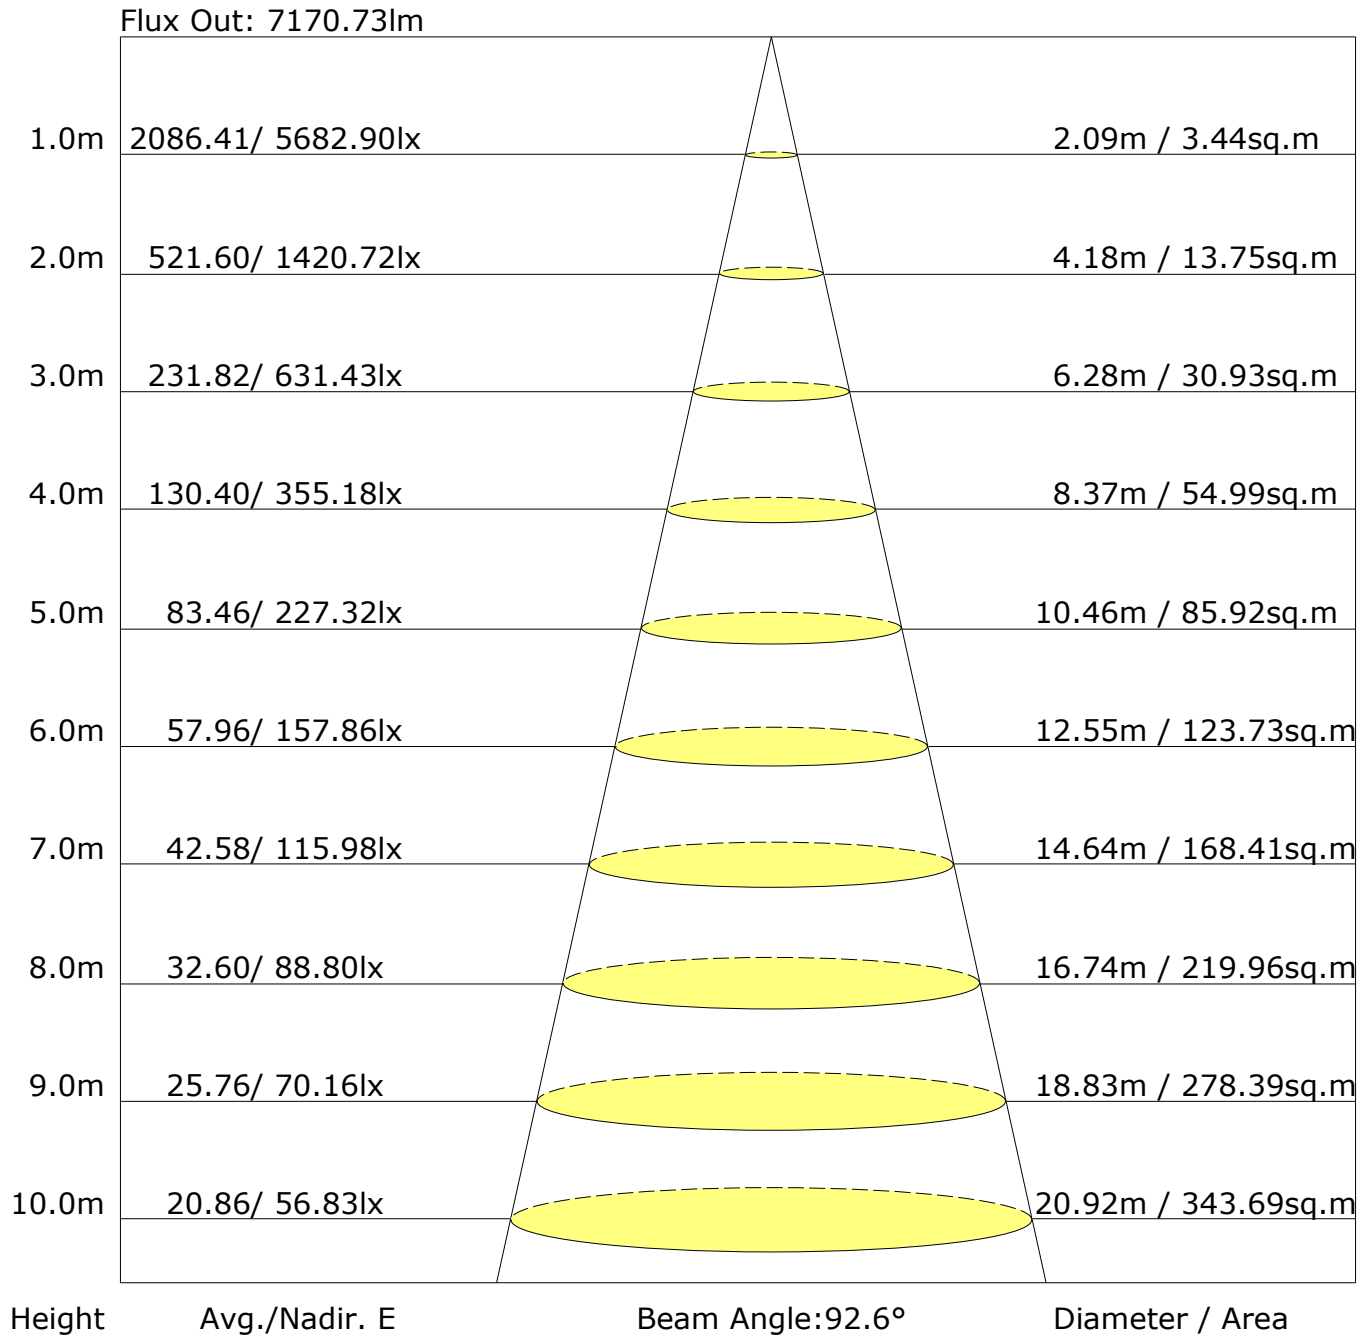 Flux Out: 7170.73lm
1.0m 2086.41/ 5682.90lx 2.09m / 3.44sq.m
2.0m 521.60/ 1420.72lx 4.18m / 13.75sq.m
3.0m 231.82/ 631.43lx 6.28m / 30.93sq.m
4.0m 130.40/ 355.18lx 8.37m / 54.99sq.m
5.0m 83.46/ 227.32lx 10.46m / 85.92sq.m
6.0m 57.96/ 157.86lx 12.55m / 123.73sq.m
7.0m 42.58/ 115.98lx 14.64m / 168.41sq.m
8.0m 32.60/ 88.80lx 16.74m / 219.96sq.m
9.0m 25.76/ 70.16lx 18.83m / 278.39sq.m
10.0m 20.86/ 56.83lx 20.92m / 343.69sq.m
Height Avg./Nadir. E Beam Angle:92.6° Diameter / Area